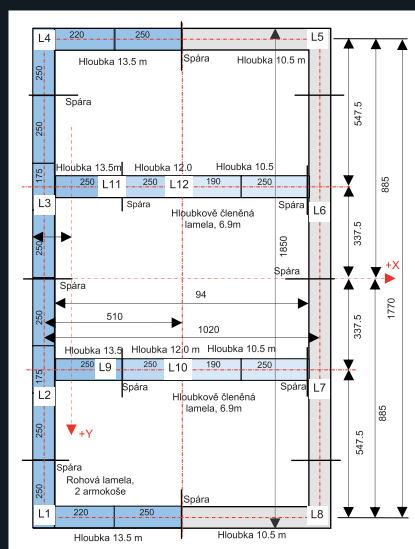 L4 220 250 L5
Spára
Hloubka 13.5 m Hloubka 10.5 m
250
Spára
547.5
250
885
Hloubka 13.5m Hloubka 12.0 Hloubka 10.5
175 250 L11 250 L12 190 250
L3 Spára Spára L6
Hloubkově členěná
lamela, 6.9m
250
1850
337.5
Spára Spára +X
94
1770
250
510
337.5
1020
Hloubka 13.5 Hloubka 12.0 m Hloubka 10.5 m
175 250 L9 250 L10 190 250
Spára Spára
L2 L7
Hloubkově členěná
lamela, 6.9m
250
885
+Y
547.5
Spára
Rohová lamela,
2 armokoše
250
Spára
L1 220 250 L8
Hloubka 13.5 m Hloubka 10.5 m